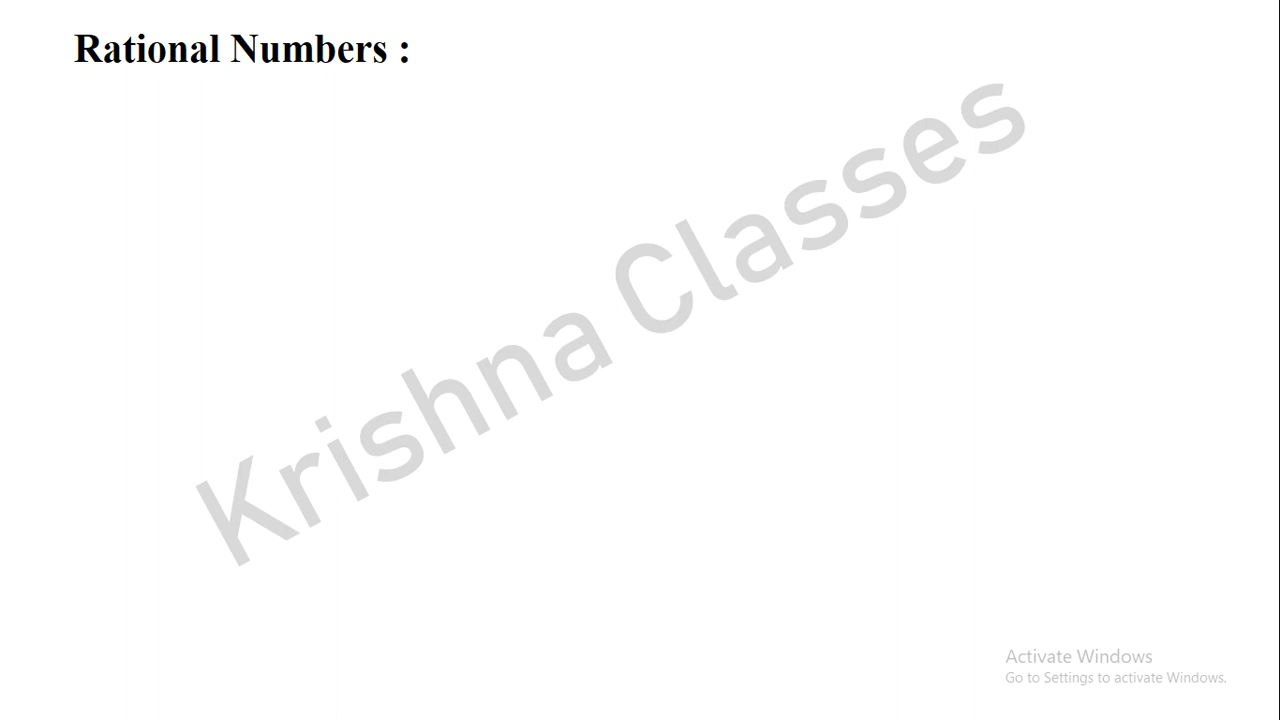 Rational Numbers :
Krishna Classes
Activate Windows
Go to Settings to activate Windows.